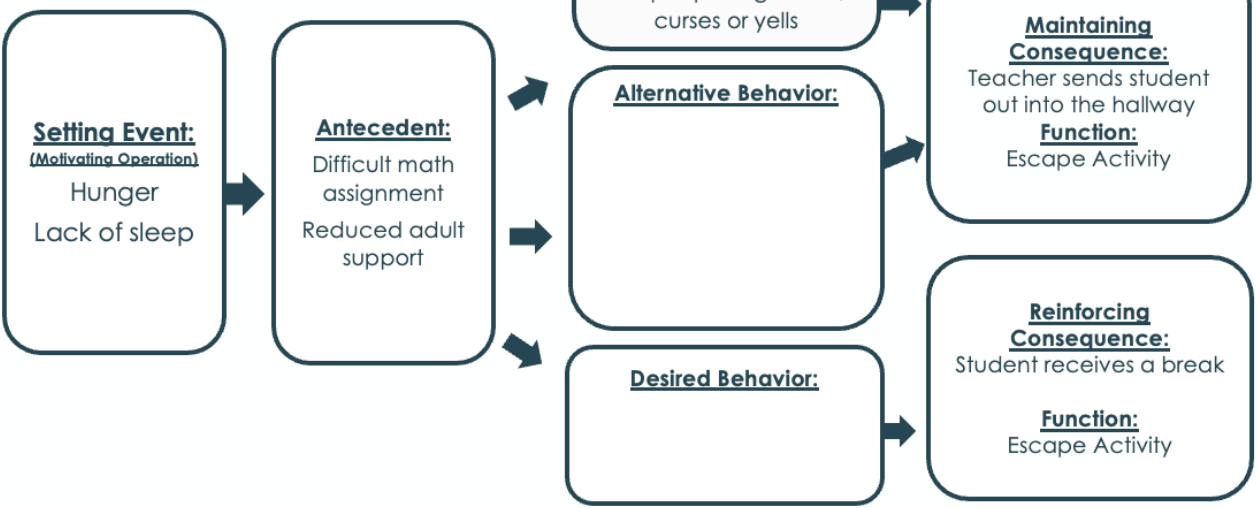 curses or yells
Setting Event:
(Motivating Operation)
Hunger
Lack of sleep
Antecedent:
Difficult math
assignment
Reduced adult
support
Alternative Behavior:
Desired Behavior:
Maintaining
Consequence:
Teacher sends student
out into the hallway
Function:
Escape Activity
Reinforcing
Consequence:
Student receives a break
Function:
Escape Activity